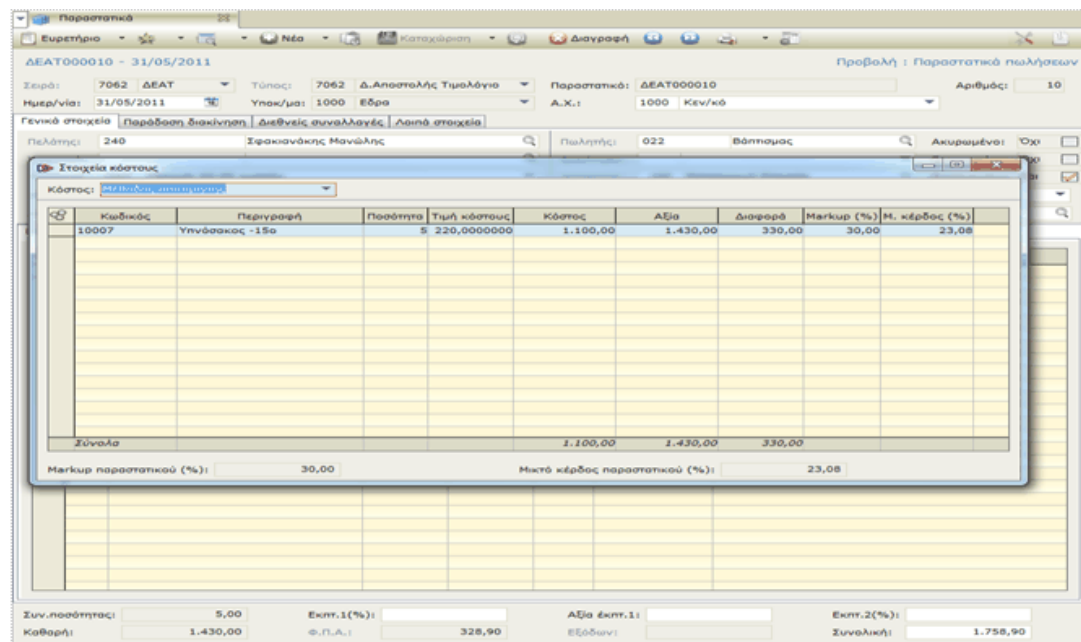 Παραστατικά
Ευρετήριο Νέα Καταχώριση Διαγραφή
ΔΕΑΤ000010 - 31/05/2011 Προβολή : Παραστατικά πωλήσεων
Σειρά: 7062 ΔΕΑΤ Τύπος: 7062 Δ.Αποστολής Τιμολόγιο Παραστατικό: ΔΕΑΤ000010 Αριθμός: 10
Ημερ/νία: 31/05/2011 Υποκ/μα: 1000 Εδρα Α.Χ.: 1000 Κεν/κό
Γενικά στοιχεία Παράδοση διακίνηση Διεθνείς συναλλαγές Λοιπά στοιχεία
Πελάτης: 240 Σφακιανάκης Μανώλης Πωλητής: 022 Βάπτισμας Ακυρωμένο: Όχι
Στοιχεία κόστους
Κόστος: Μέθοδος αποτίμησης
Κωδικός Περιγραφή Ποσότητα Τιμή κόστους Κόστος Αξία Διαφορά Markup (%) Μ. κέρδος (%)
10007 Υπνόσακος -15ο 5 220,0000000 1.100,00 1.430,00 330,00 30,00 23,08
Σύνολα 1.100,00 1.430,00 330,00
Markup παραστατικού (%): 30,00 Μικτό κέρδος παραστατικού (%): 23,08
Συν.ποσότητας: 5,00 Εκπτ.1(%): Αξία έκπτ.1: Εκπτ.2(%):
Καθαρή: 1.430,00 Φ.Π.Α.: 328,90 Εξόδων: Συνολική: 1.758,90